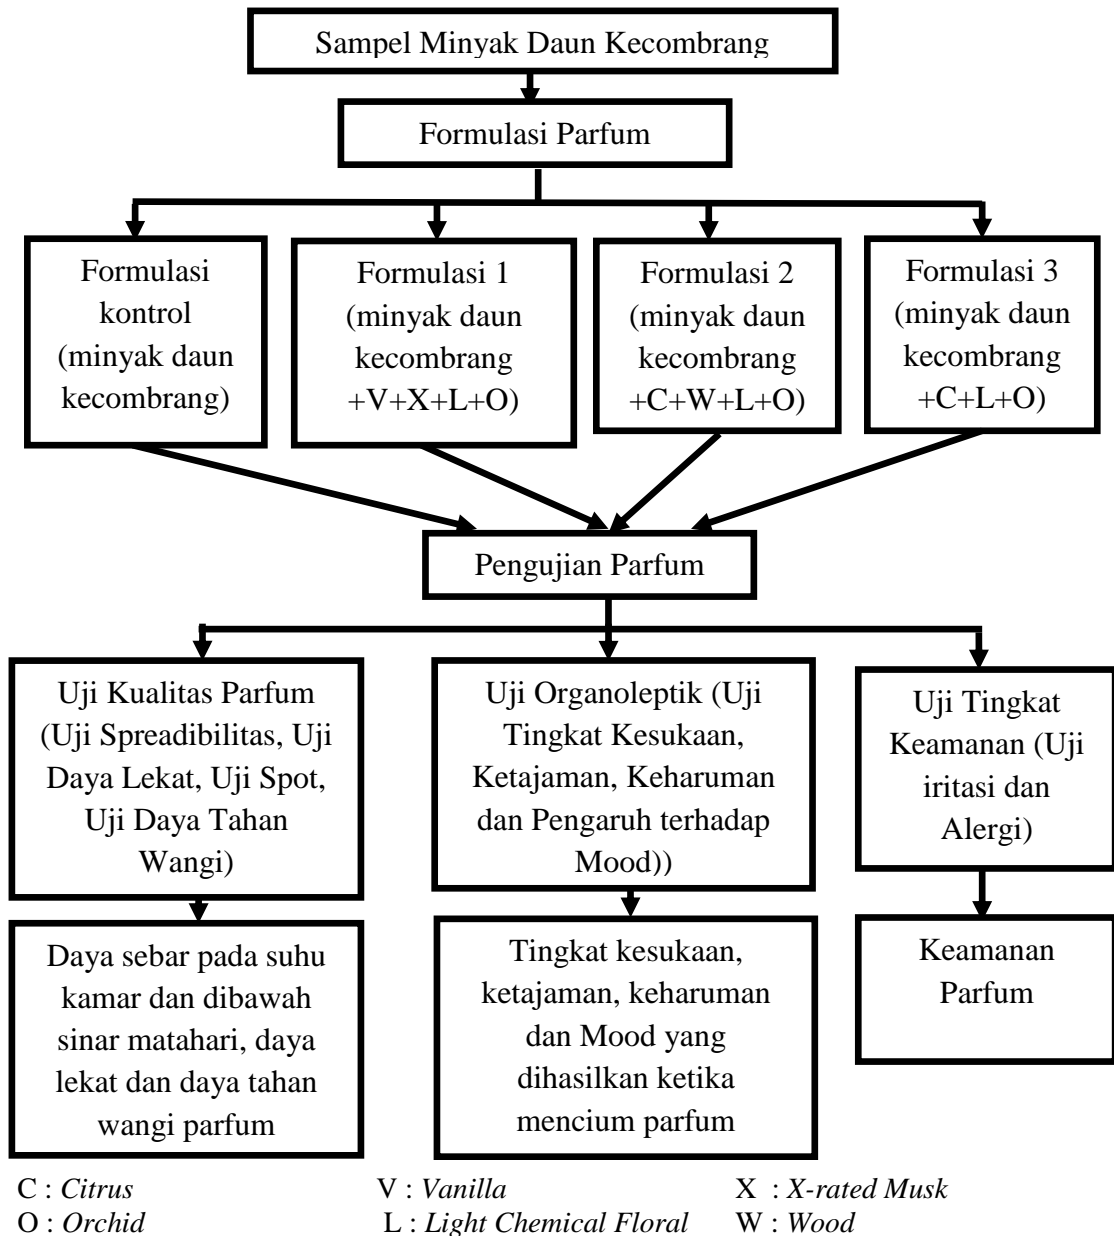 Sampel Minyak Daun Kecombrang
Formulasi Parfum
Formulasi
kontrol
(minyak daun
kecombrang)
Formulasi 1
(minyak daun
kecombrang
+V+X+L+O)
Formulasi 2
(minyak daun
kecombrang
+C+W+L+O)
Formulasi 3
(minyak daun
kecombrang
+C+L+O)
Pengujian Parfum
Uji Kualitas Parfum
(Uji Spreadibilitas, Uji
Daya Lekat, Uji Spot,
Uji Daya Tahan
Wangi)
Uji Organoleptik (Uji
Tingkat Kesukaan,
Ketajaman, Keharuman
dan Pengaruh terhadap
Mood))
Uji Tingkat
Keamanan (Uji
iritasi dan
Alergi)
Daya sebar pada suhu
kamar dan dibawah
sinar matahari, daya
lekat dan daya tahan
wangi parfum
Tingkat kesukaan,
ketajaman, keharuman
dan Mood yang
dihasilkan ketika
mencium parfum
Keamanan
Parfum
C : Citrus V : Vanilla X : X-rated Musk
O : Orchid L : Light Chemical Floral W : Wood